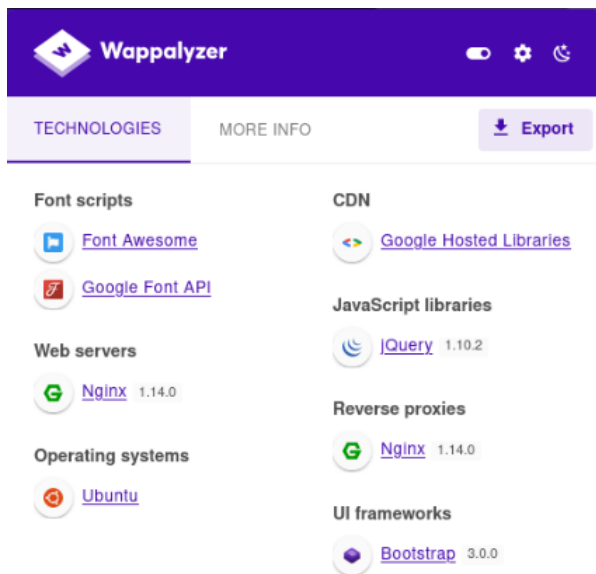 Wappalyzer
TECHNOLOGIES MORE INFO Export
Font scripts
Font Awesome
Google Font API
Web servers
Nginx 1.14.0
Operating systems
Ubuntu
CDN
Google Hosted Libraries
JavaScript libraries
jQuery 1.10.2
Reverse proxies
Nginx 1.14.0
UI frameworks
Bootstrap 3.0.0